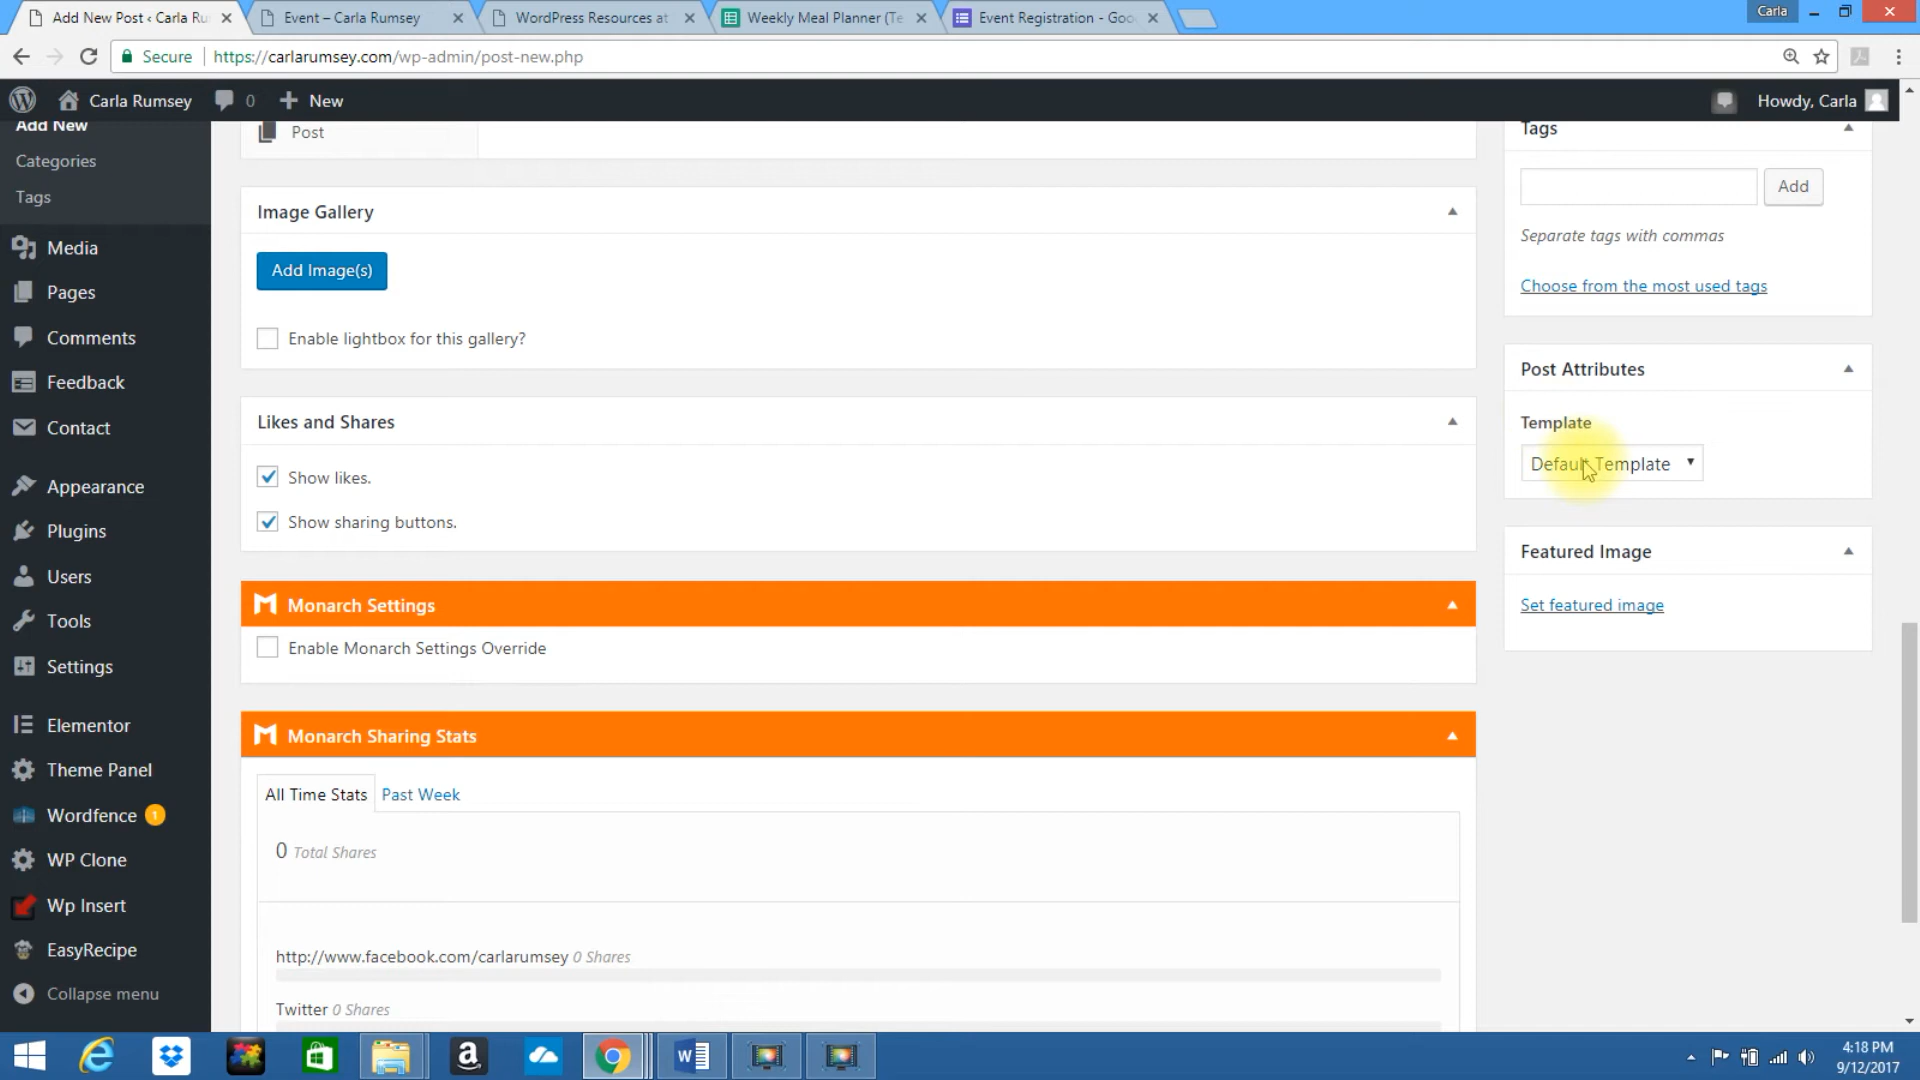 Add New Post ‹ Carla Ru
Event – Carla Rumsey
WordPress Resources at
Weekly Meal Planner (Te
Event Registration - Goo
Carla
Secure
https://carlarumsey.com/wp-admin/post-new.php
Carla Rumsey
0
New
Howdy, Carla
Add New
Categories
Tags
Media
Pages
Comments
Feedback
Contact
Appearance
Plugins
Users
Tools
Settings
Elementor
Theme Panel
Wordfence 1
WP Clone
Wp Insert
EasyRecipe
Collapse menu
Post
Image Gallery
Add Image(s)
Enable lightbox for this gallery?
Likes and Shares
Show likes.
Show sharing buttons.
Monarch Settings
Enable Monarch Settings Override
Monarch Sharing Stats
All Time Stats
Past Week
0 Total Shares
http://www.facebook.com/carlarumsey 0 Shares
Twitter 0 Shares
Tags
Add
Separate tags with commas
Choose from the most used tags
Post Attributes
Template
Default Template
Featured Image
Set featured image
4:18 PM
9/12/2017